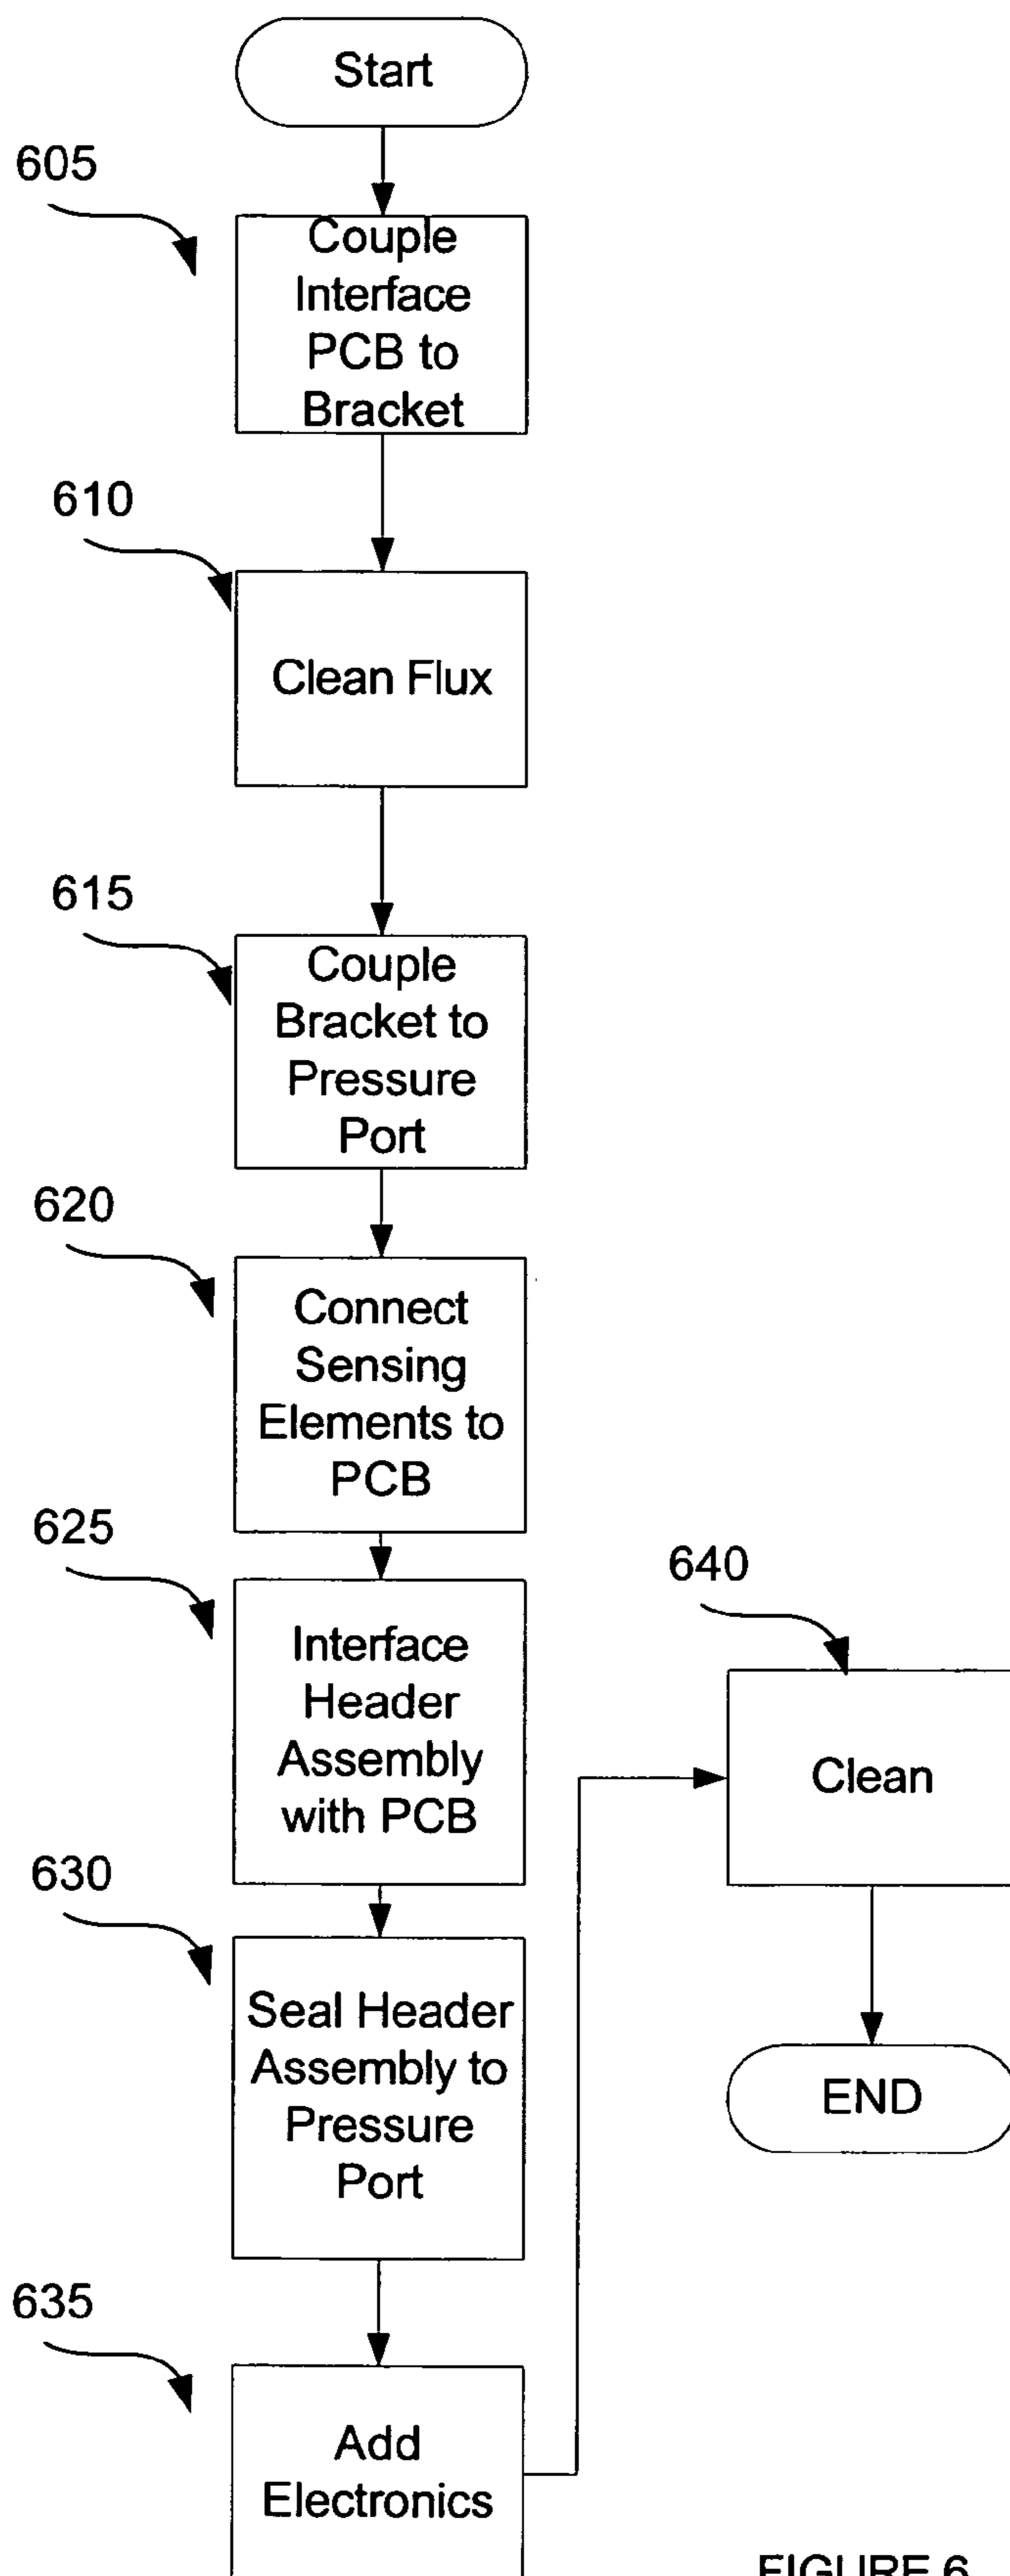 Start
605
Couple
Interface
PCB to
Bracket
610
Clean Flux
615
Couple
Bracket to
Pressure
Port
620
Connect
Sensing
Elements to
PCB
625
Interface
Header
Assembly
with PCB
630
Seal Header
Assembly to
Pressure
Port
635
Add
Electronics
640
Clean
END
FIGURE 6